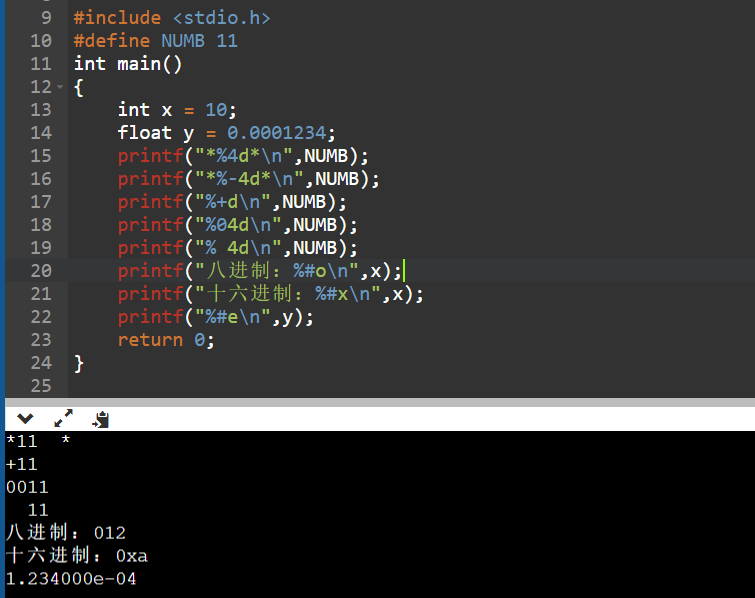 9 #include <stdio.h>
10 #define NUMB 11
11 int main()
12 {
13     int x = 10;
14     float y = 0.0001234;
15     printf("*%4d*\n",NUMB);
16     printf("*%-4d*\n",NUMB);
17     printf("%+d\n",NUMB);
18     printf("%04d\n",NUMB);
19     printf("% 4d\n",NUMB);
20     printf("八进制：%#o\n",x);
21     printf("十六进制：%#x\n",x);
22     printf("%#e\n",y);
23     return 0;
24 }
25
*11  *
+11
0011
  11
八进制：012
十六进制：0xa
1.234000e-04